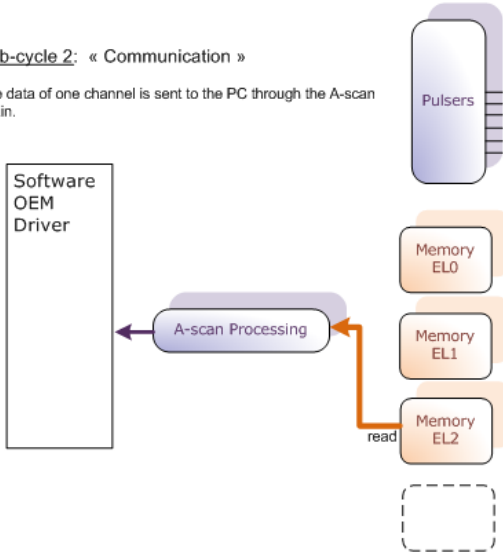 b-cycle 2: « Communication »
e data of one channel is sent to the PC through the A-scan
in.
Pulsers
Software
OEM
Driver
Memory
EL0
A-scan Processing
Memory
EL1
Memory
EL2
read